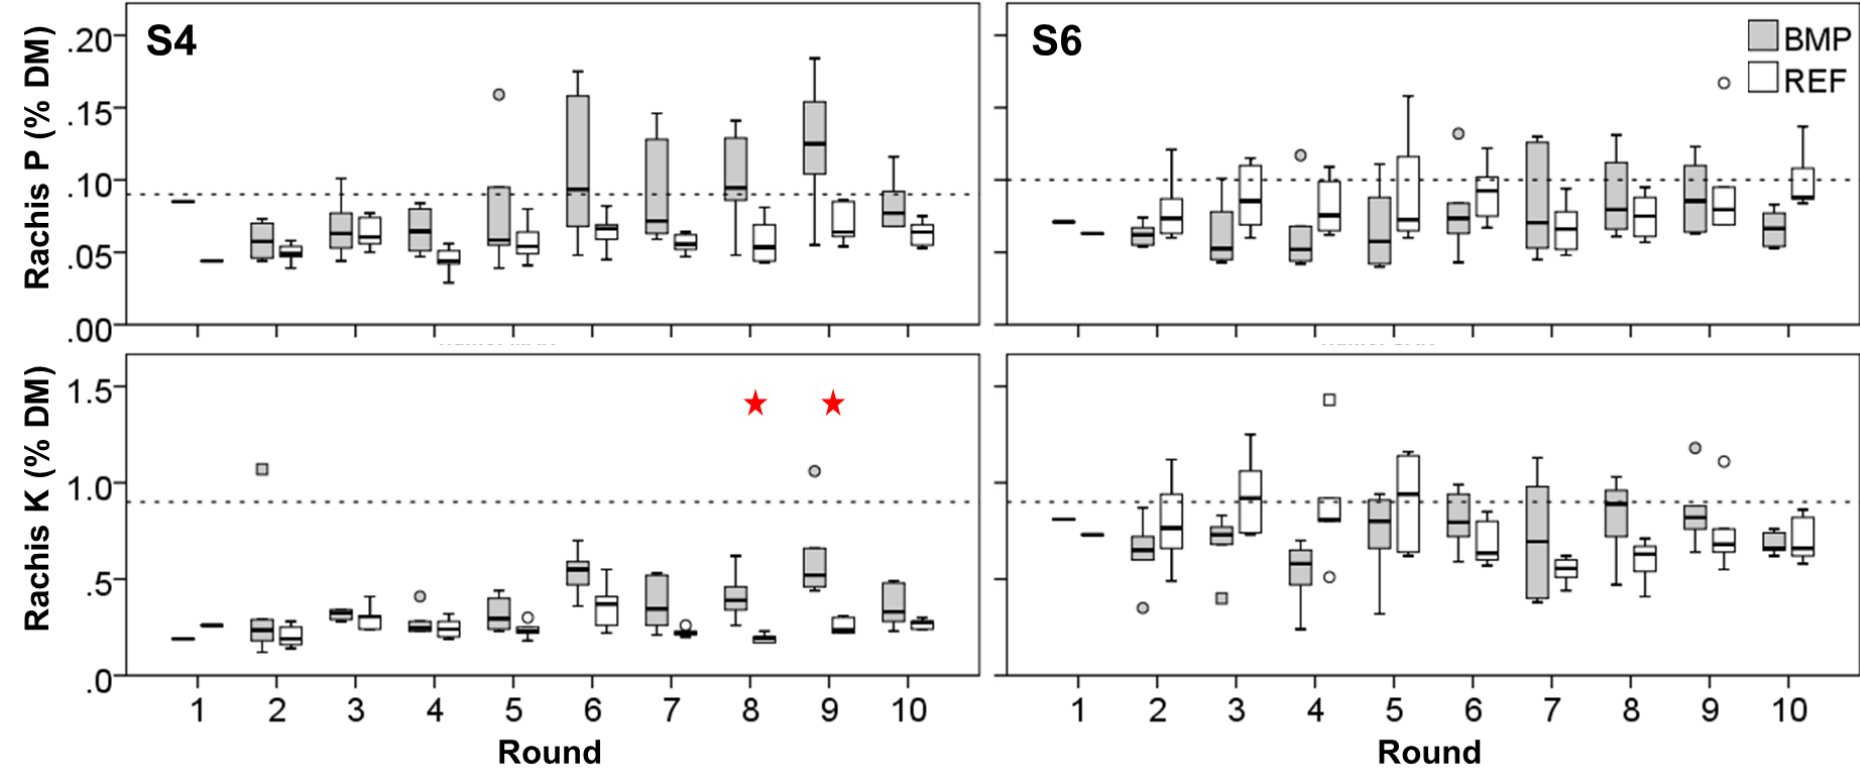 S4
S6
BMP
REF
Rachis P (% DM)
.20
.15
.10
.05
.00
Rachis K (% DM)
1.5
1.0
.5
.0
1 2 3 4 5 6 7 8 9 10
1 2 3 4 5 6 7 8 9 10
Round
Round